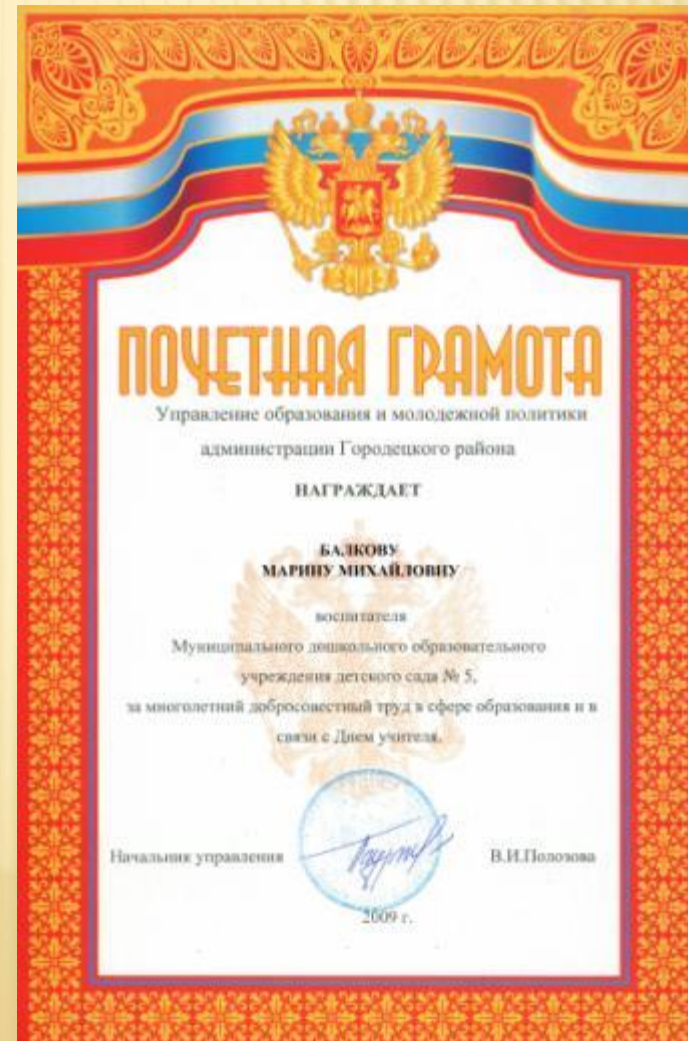 ПОЧЕТНАЯ ГРАМОТА
Управление образования и молодежной политики
администрации Городецкого района
НАГРАЖДАЕТ
БАЛКОВУ
МАРИНУ МИХАЙЛОВНУ
воспитателя
Муниципального дошкольного образовательного
учреждения детского сада № 5,
за многолетний добросовестный труд в сфере образования и в
связи с Днем учителя.
Начальник управления В.И.Полозова
2009 г.